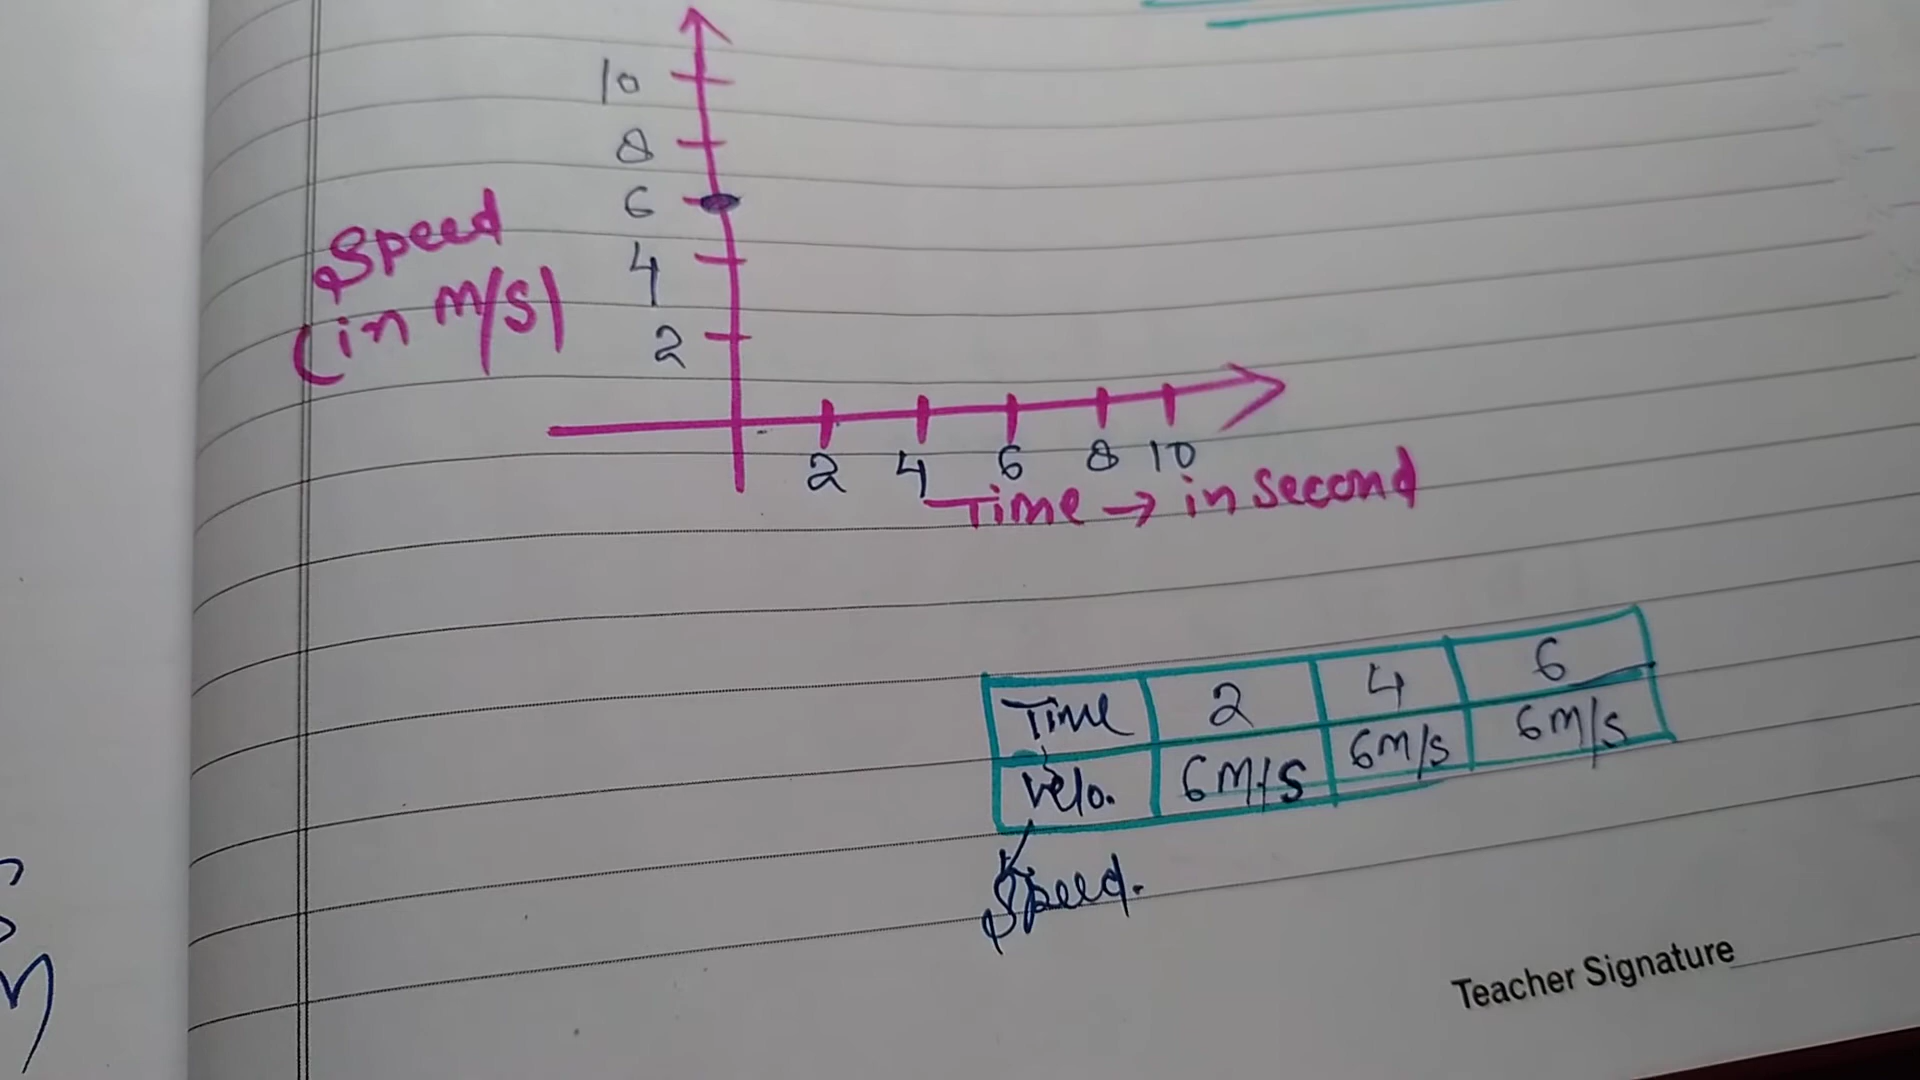 10
8
6
4
2
Speed
(in m/s)
2 4 6 8 10
Time → in second
Time 2 4 6
Velo. 6m/s 6m/s 6m/s
Speed.
Teacher Signature